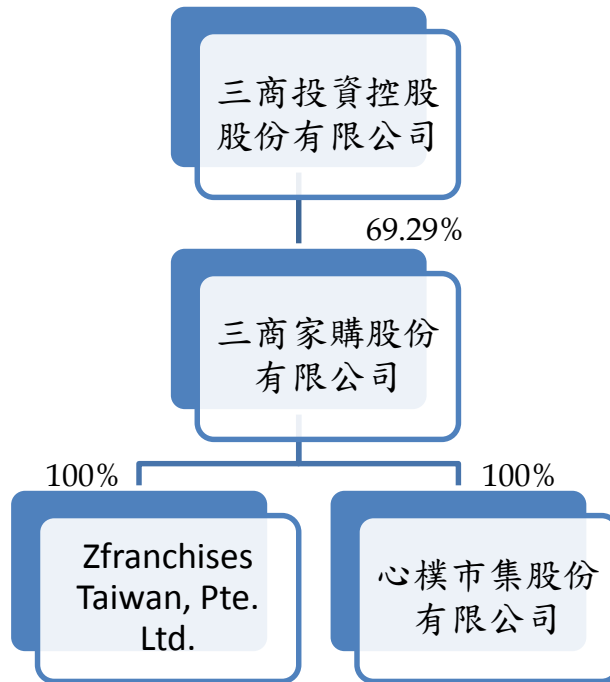 三商投資控股
股份有限公司
69.29%
三商家購股份
有限公司
100%
100%
Zfranchises
Taiwan, Pte.
Ltd.
心樸市集股份
有限公司